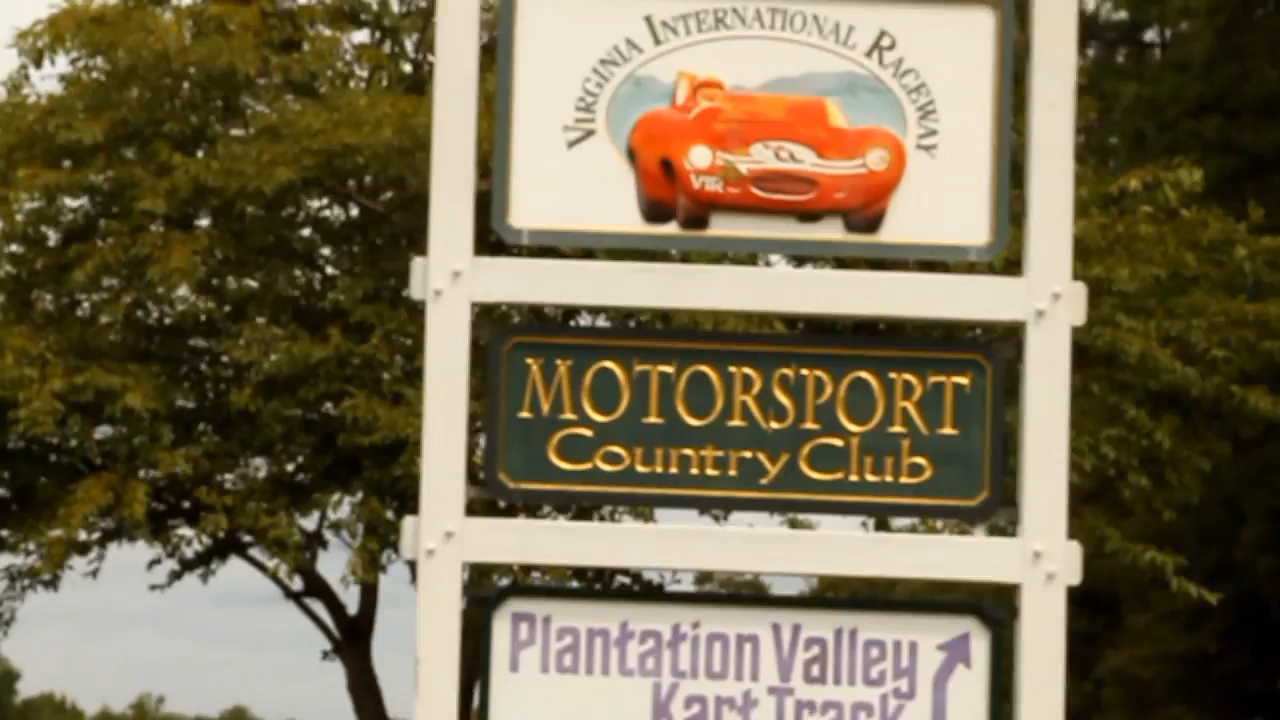 VIRGINIA INTERNATIONAL RACEWAY
VIR
MOTORSPORT
Country Club
Plantation Valley
Kart Track